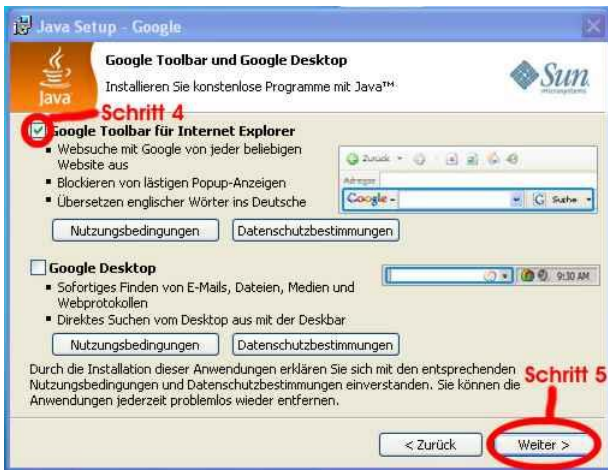 Java Setup - Google
Google Toolbar und Google Desktop
Installieren Sie konstenlose Programme mit Java™
Java
Sun
microsystems
Schritt 4
Google Toolbar für Internet Explorer
Websuche mit Google von jeder beliebigen
Website aus
Blockieren von lästigen Popup-Anzeigen
Übersetzen englischer Wörter ins Deutsche
Zurück
Adresse
Google
G Suche
Nutzungsbedingungen Datenschutzbestimmungen
Google Desktop
Sofortiges Finden von E-Mails, Dateien, Medien und
Webprotokollen
Direktes Suchen vom Desktop aus mit der Deskbar
9:30 AM
Nutzungsbedingungen Datenschutzbestimmungen
Durch die Installation dieser Anwendungen erklären Sie sich mit den entsprechenden
Nutzungsbedingungen und Datenschutzbestimmungen einverstanden. Sie können die
Anwendungen jederzeit problemlos wieder entfernen.
Schritt 5
< Zurück Weiter >